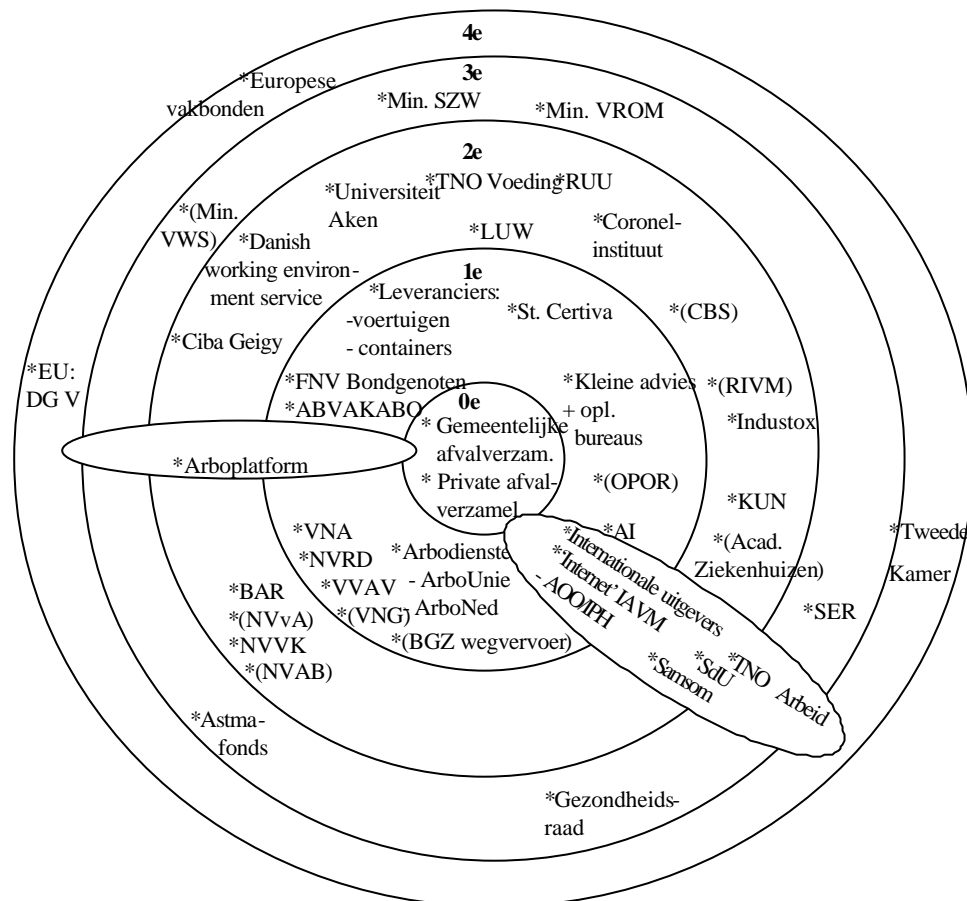 4e
*Europese
vakbonden
3e
*Min. SZW
*Min. VROM
2e
*TNO Voeding
*RUU
*Universiteit
Aken
*(Min.
VWS)
*Coronel-
instituut
*LUW
*Danish
working environ-
ment service
1e
*Leveranciers:
-voertuigen
- containers
*St. Certiva
*(CBS)
*Ciba Geigy
*EU:
DG V
*FNV Bondgenoten
*ABVAKABO
*Kleine advies
+ opl.
bureaus
*(RIVM)
*Industox
0e
* Gemeentelijke
afvalverzam.
* Private afval-
verzamel.
*Arboplatform
*(OPOR)
*KUN
*VNA
*NVRD
*VVAV
*(VNG)
*Arbodiensten
- ArboUnie
- ArboNed
*(BGZ wegvervoer)
*AI
*(Acad.
Ziekenhuizen)
*Tweede
Kamer
*BAR
*(NVvA)
*NVVK
*(NVAB)
*Internationale uitgevers
*'Internet' IAVM
- AOO/IPH
*SER
*TNO Arbeid
*SdU
*Samsom
*Astma-
fonds
*Gezondheids-
raad